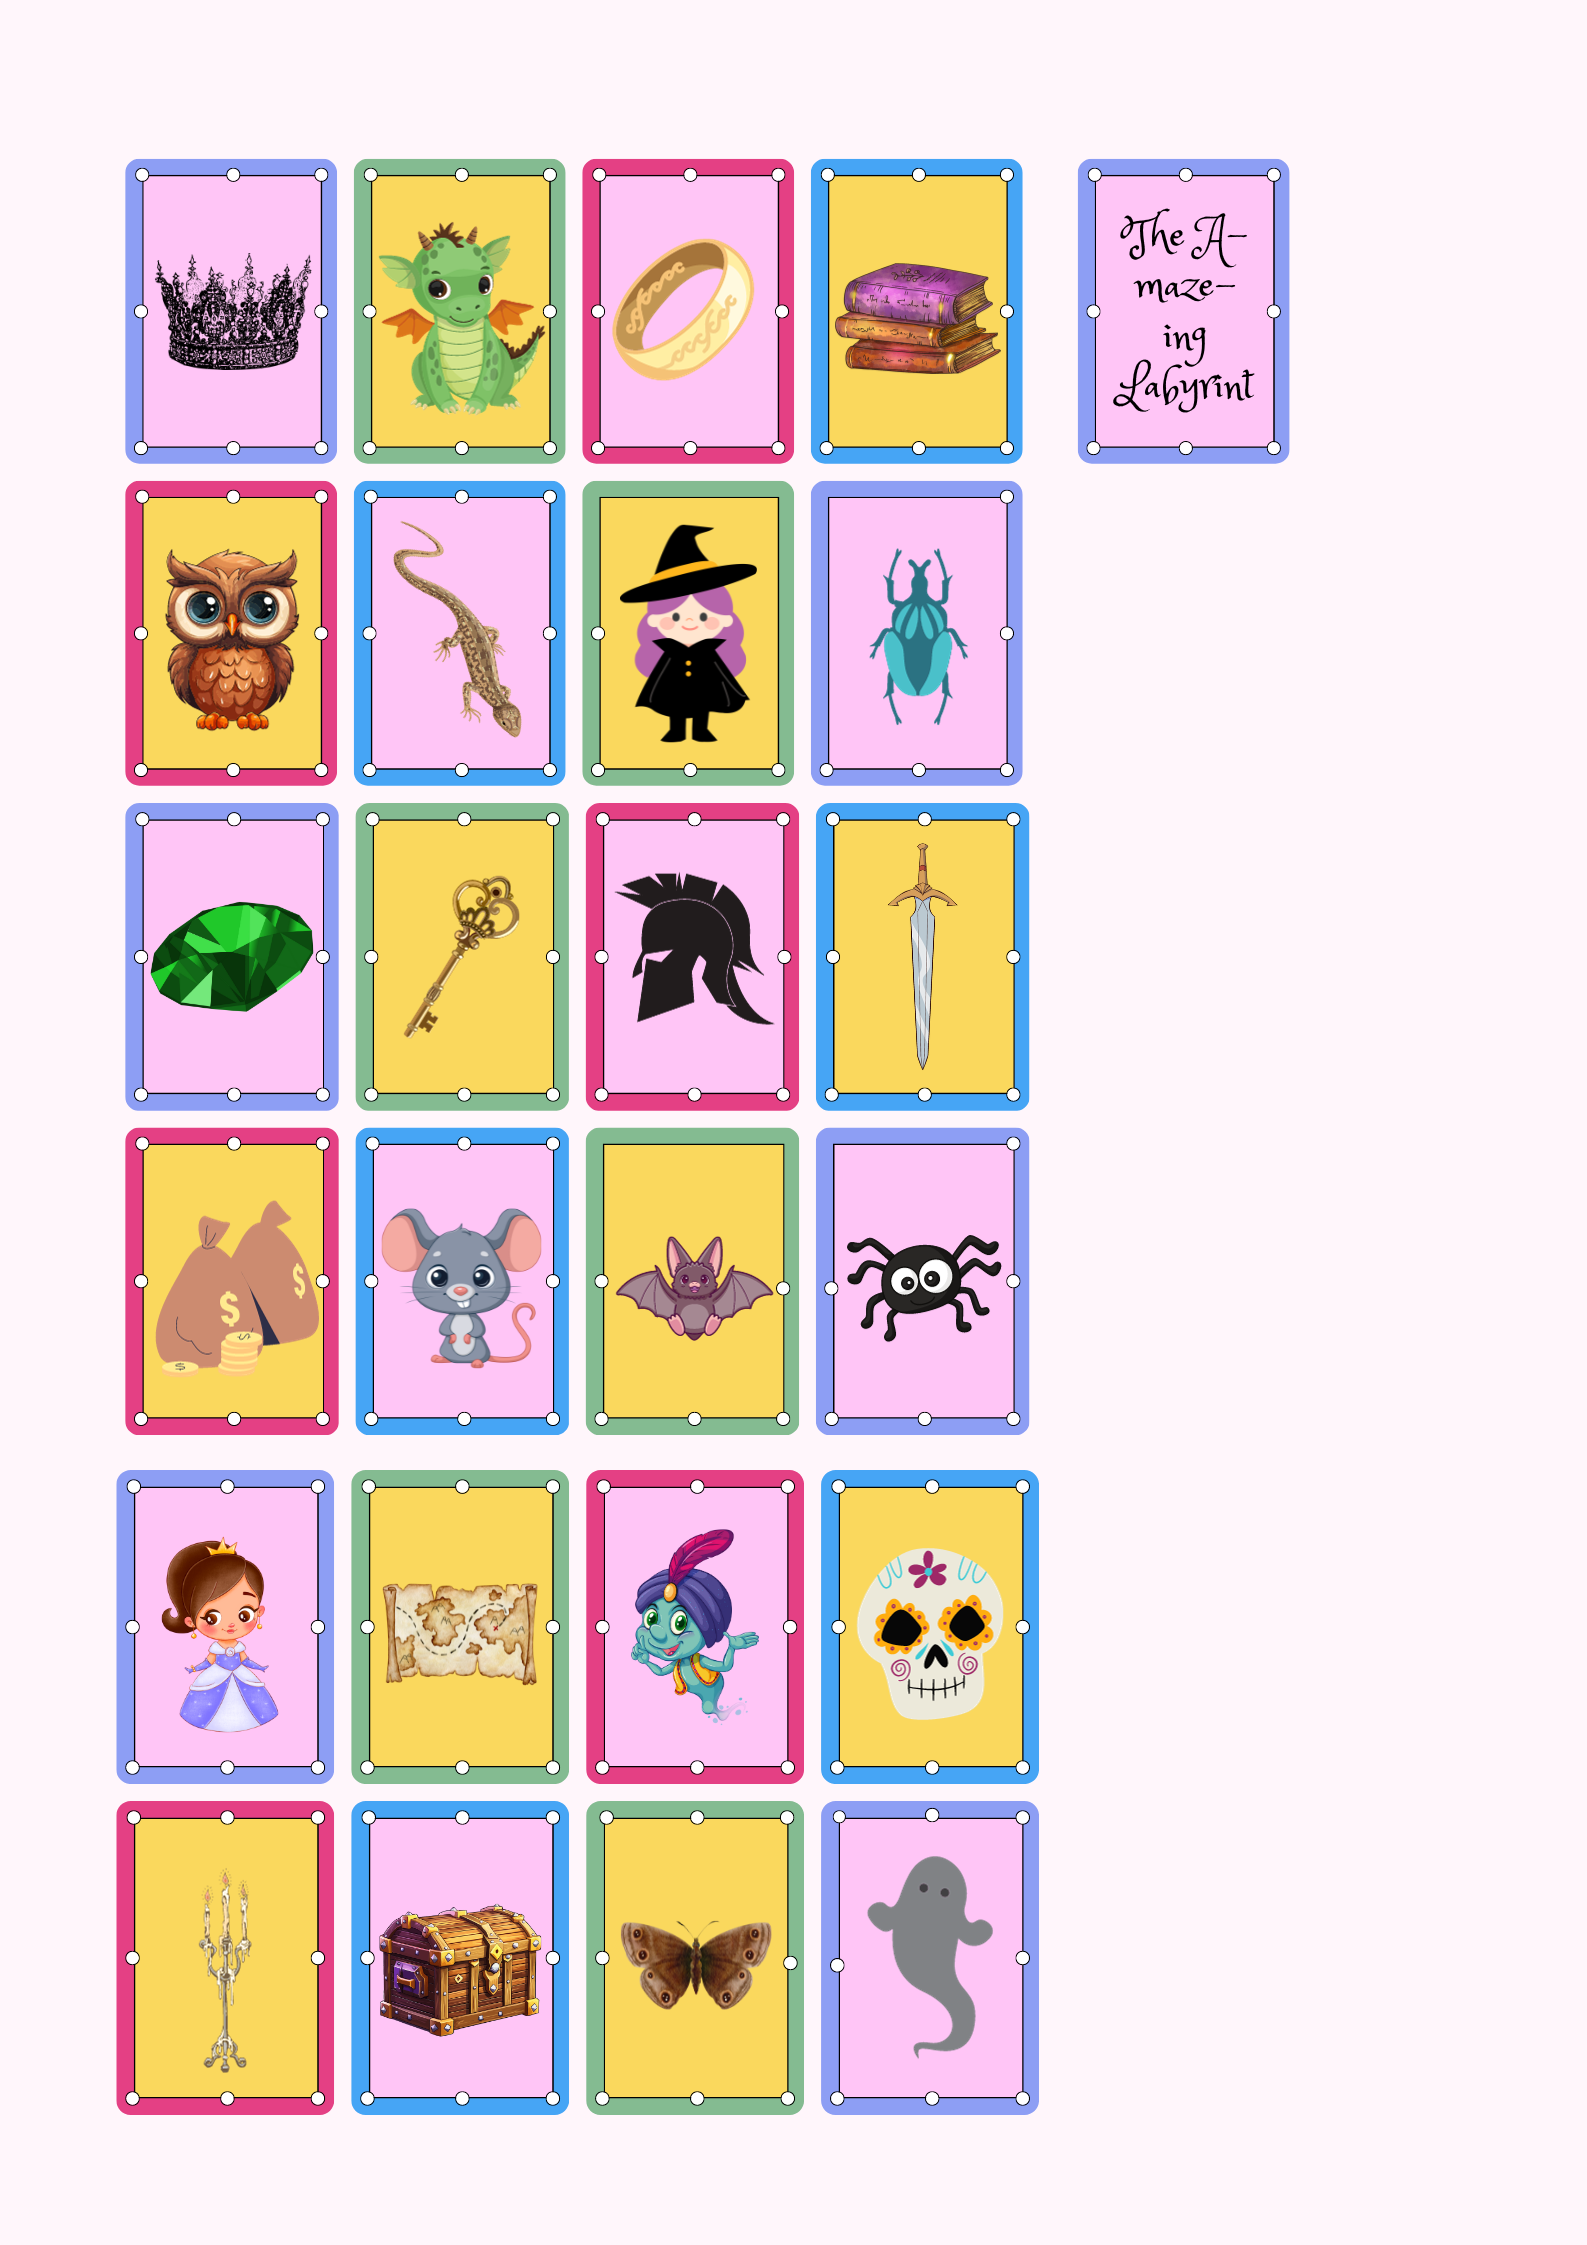 The A-
maze-
ing
Labyrint
$
$
$